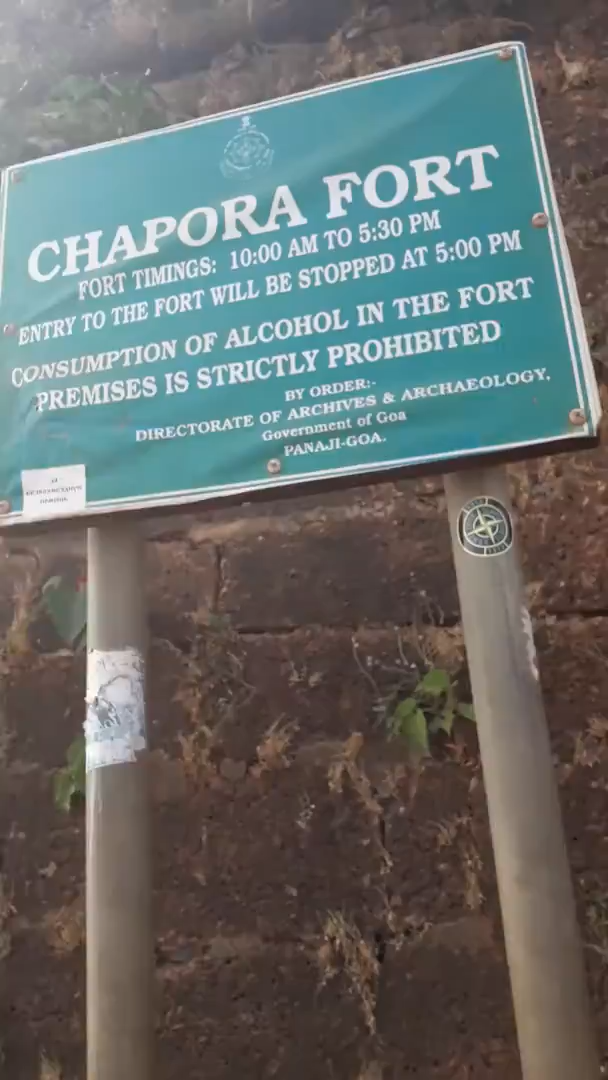 CHAPORA FORT
FORT TIMINGS: 10:00 AM TO 5:30 PM
ENTRY TO THE FORT WILL BE STOPPED AT 5:00 PM
CONSUMPTION OF ALCOHOL IN THE FORT
PREMISES IS STRICTLY PROHIBITED
BY ORDER:-
DIRECTORATE OF ARCHIVES & ARCHAEOLOGY,
Government of Goa
PANAJI-GOA.